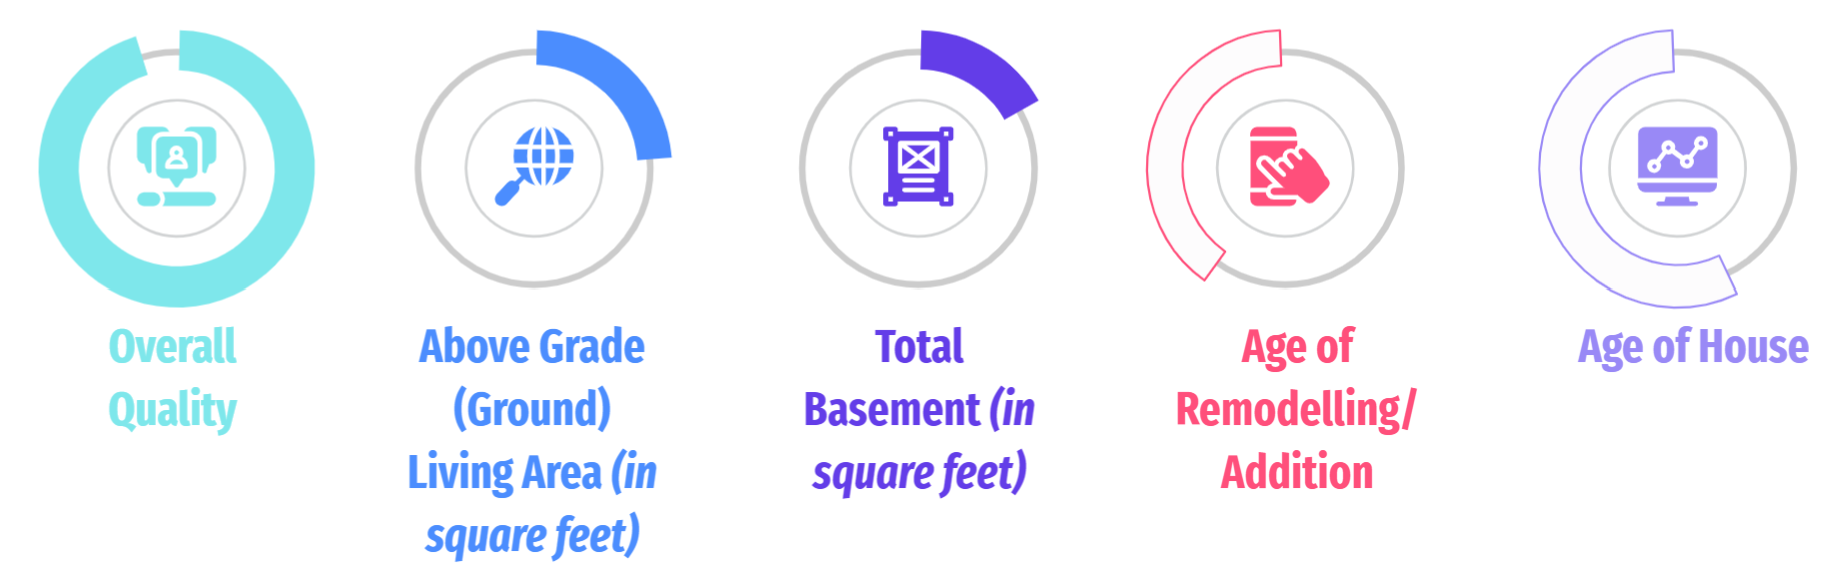 Overall
Quality
Above Grade
(Ground)
Living Area (in
square feet)
Total
Basement (in
square feet)
Age of
Remodelling/
Addition
Age of House